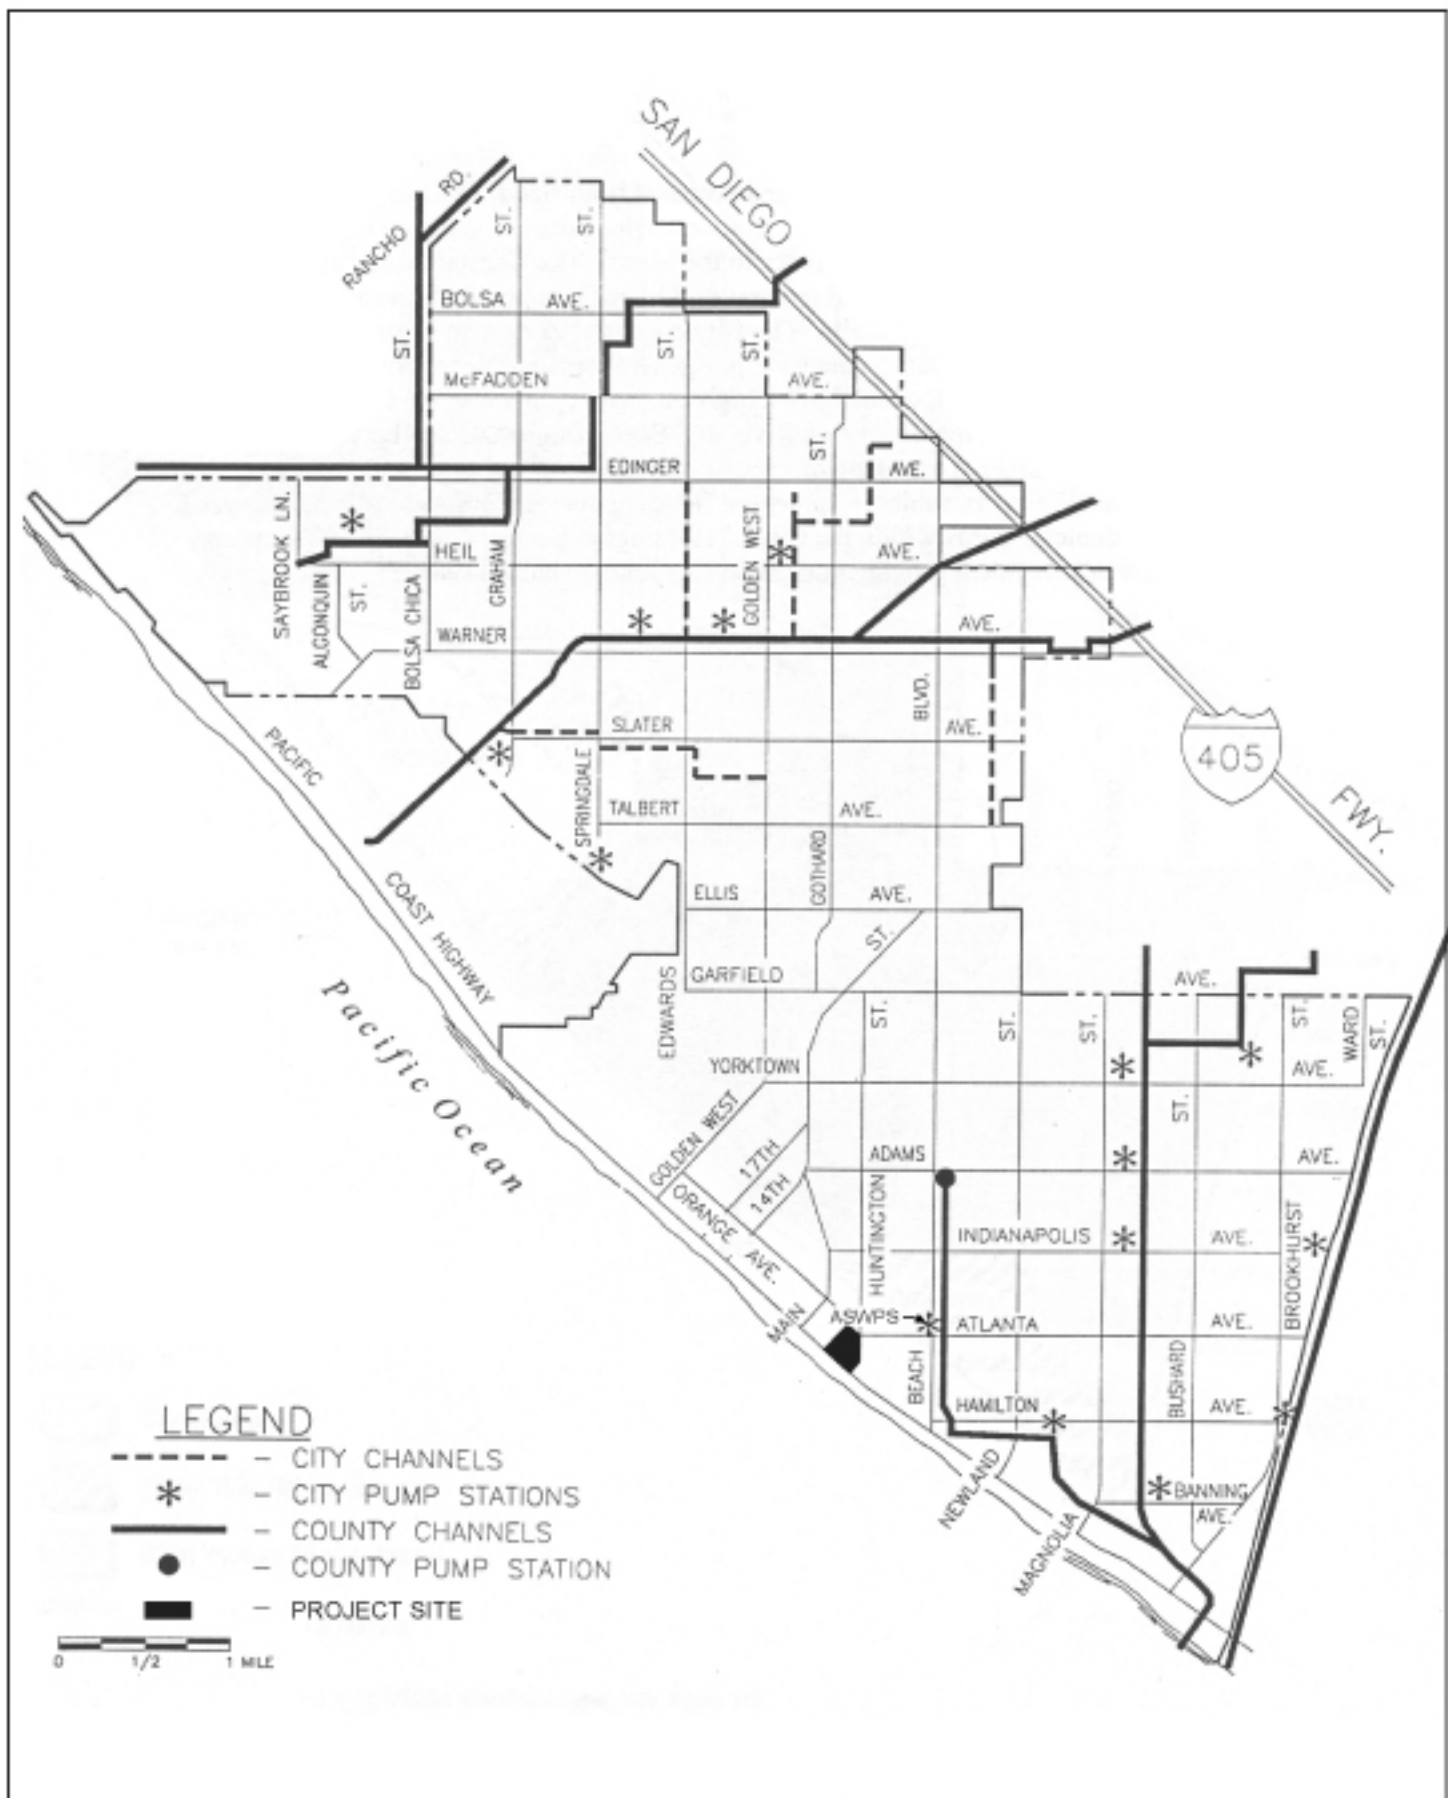 SAN DIEGO
RANCHO RD.
ST. ST.
BOLSA AVE.
ST. ST. ST.
McFADDEN AVE.
ST.
EDINGER AVE.
SAYBROOK LN.
GOLDEN WEST
HEIL AVE.
GRAHAM
ALGONQUIN ST.
BOLSA CHICA
WARNER AVE.
BLVD.
SLATER AVE.
PACIFIC
SPRINGDALE
405
TALBERT AVE.
FWY.
GOTHARD
ELLIS AVE.
COAST HIGHWAY
ST.
GARFIELD AVE.
EDWARDS
Pacific Ocean
ST. ST. ST. ST. WARD ST.
YORKTOWN AVE.
GOLDEN WEST
ST.
17TH
ADAMS AVE.
14TH
ORANGE AVE.
HUNTINGTON
INDIANAPOLIS AVE.
BROOKHURST
MAIN
ASWPS
ATLANTA AVE.
BEACH
BUSHARD
HAMILTON AVE.
NEWLAND
BANNING AVE.
MAGNOLIA
LEGEND
– CITY CHANNELS
– CITY PUMP STATIONS
– COUNTY CHANNELS
– COUNTY PUMP STATION
– PROJECT SITE
0 1/2 1 MILE